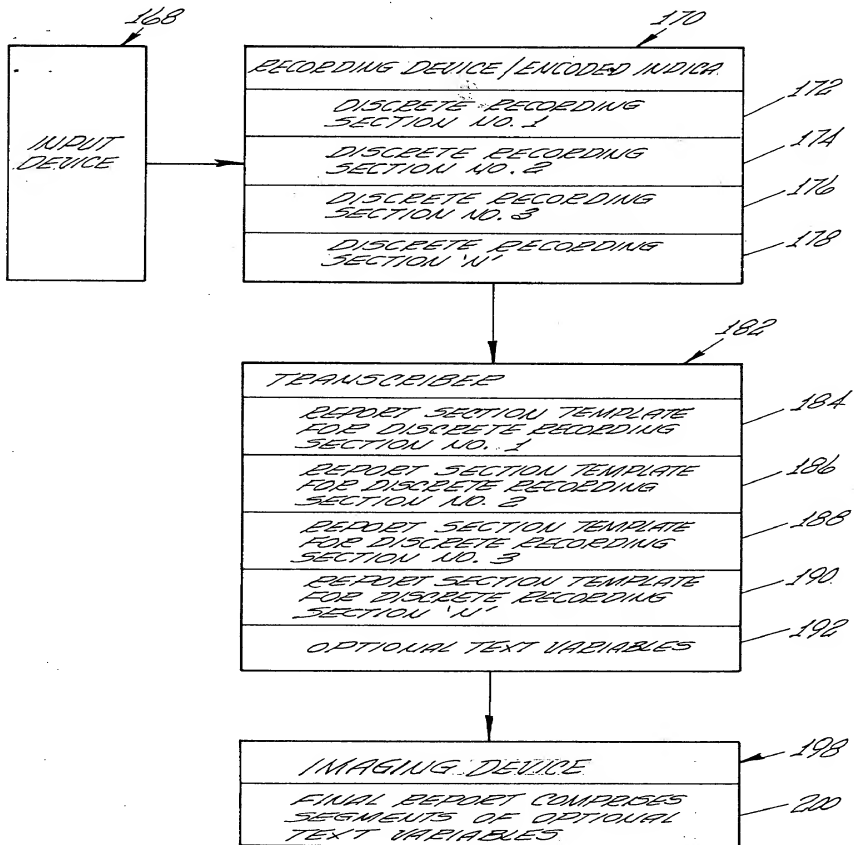 168
170
RECORDING DEVICE/ENCODED INDICA
INPUT
DEVICE
DISCRETE RECORDING
SECTION NO. 1
172
DISCRETE RECORDING
SECTION NO. 2
174
DISCRETE RECORDING
SECTION NO. 3
176
DISCRETE RECORDING
SECTION 'N'
178
182
TRANSCRIBER
REPORT SECTION TEMPLATE
FOR DISCRETE RECORDING
SECTION NO. 1
184
REPORT SECTION TEMPLATE
FOR DISCRETE RECORDING
SECTION NO. 2
186
REPORT SECTION TEMPLATE
FOR DISCRETE RECORDING
SECTION NO. 3
188
REPORT SECTION TEMPLATE
FOR DISCRETE RECORDING
SECTION 'N'
190
OPTIONAL TEXT VARIABLES
192
IMAGING DEVICE
198
FINAL REPORT COMPRISES
SEGMENTS OF OPTIONAL
TEXT VARIABLES
200